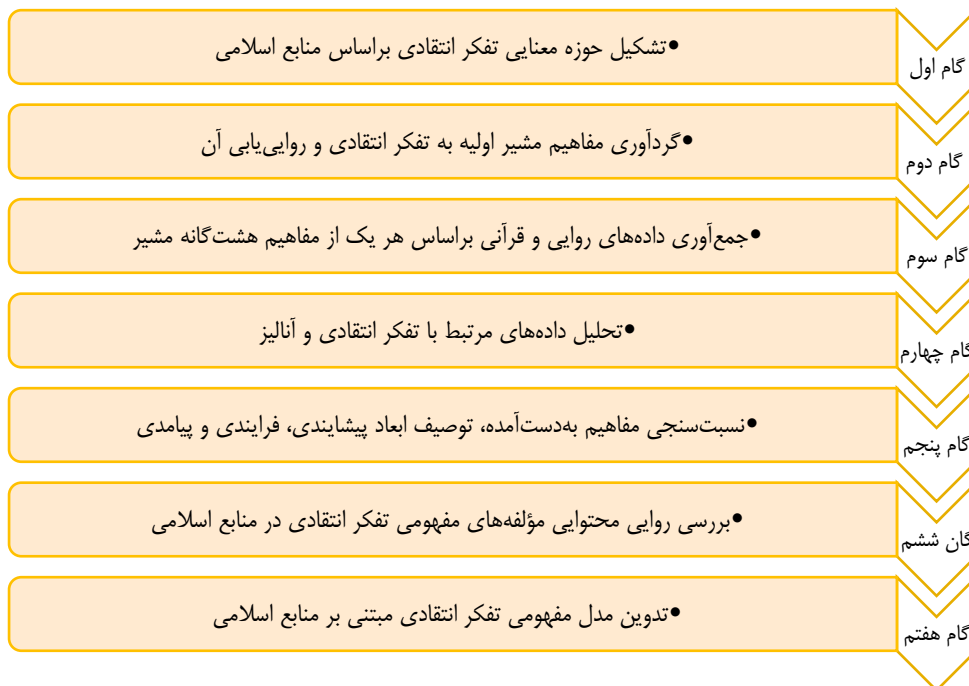 گام اول
•تشکیل حوزه معنایی تفکر انتقادی براساس منابع اسلامی
گام دوم
•گردآوری مفاهیم مشیر اولیه به تفکر انتقادی و روایی‌یابی آن
گام سوم
•جمع‌آوری داده‌های روایی و قرآنی براساس هر یک از مفاهیم هشت‌گانه مشیر
گام چهارم
•تحلیل داده‌های مرتبط با تفکر انتقادی و آنالیز
گام پنجم
•نسبت‌سنجی مفاهیم به‌دست‌آمده، توصیف ابعاد پیشایندی، فرایندی و پیامدی
گان ششم
•بررسی روایی محتوایی مؤلفه‌های مفهومی تفکر انتقادی در منابع اسلامی
گام هفتم
•تدوین مدل مفهومی تفکر انتقادی مبتنی بر منابع اسلامی